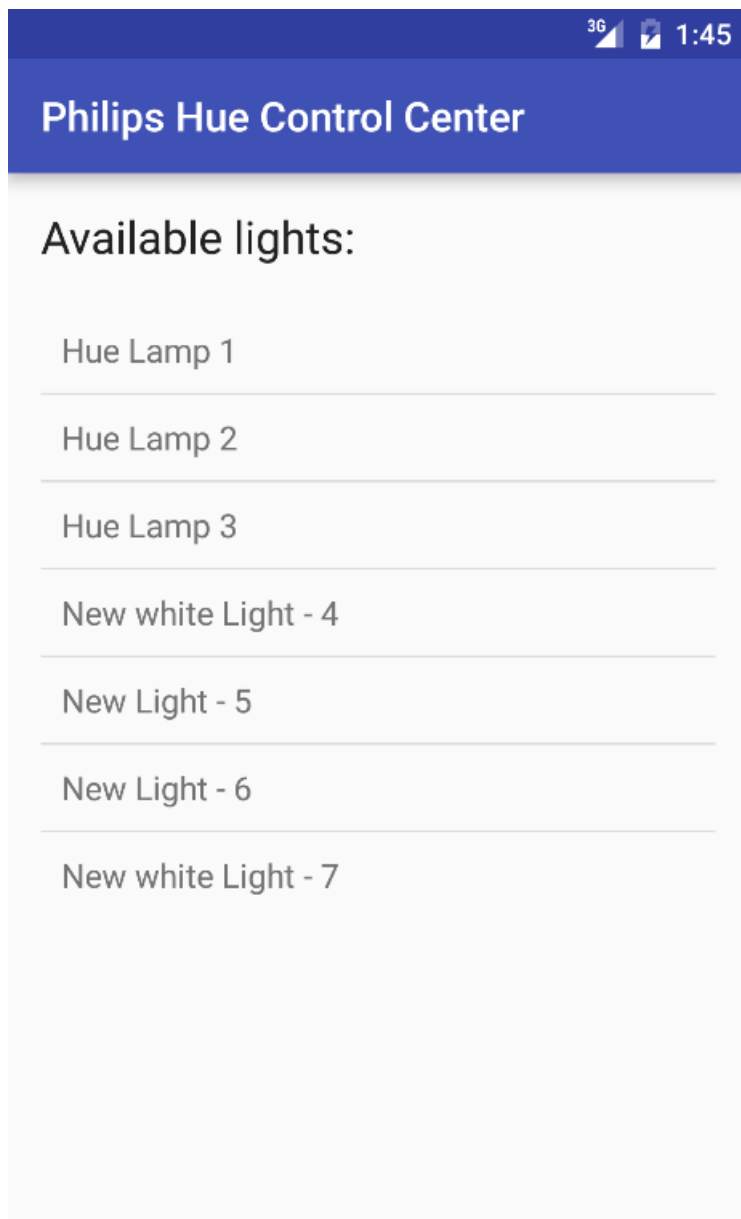 3G 1:45
Philips Hue Control Center
Available lights:
Hue Lamp 1
Hue Lamp 2
Hue Lamp 3
New white Light - 4
New Light - 5
New Light - 6
New white Light - 7